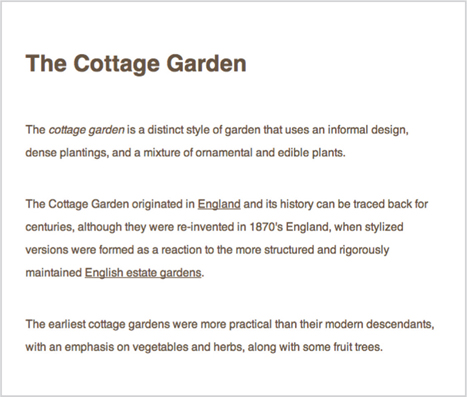 The Cottage Garden
The cottage garden is a distinct style of garden that uses an informal design,
dense plantings, and a mixture of ornamental and edible plants.
The Cottage Garden originated in England and its history can be traced back for
centuries, although they were re-invented in 1870's England, when stylized
versions were formed as a reaction to the more structured and rigorously
maintained English estate gardens.
The earliest cottage gardens were more practical than their modern descendants,
with an emphasis on vegetables and herbs, along with some fruit trees.